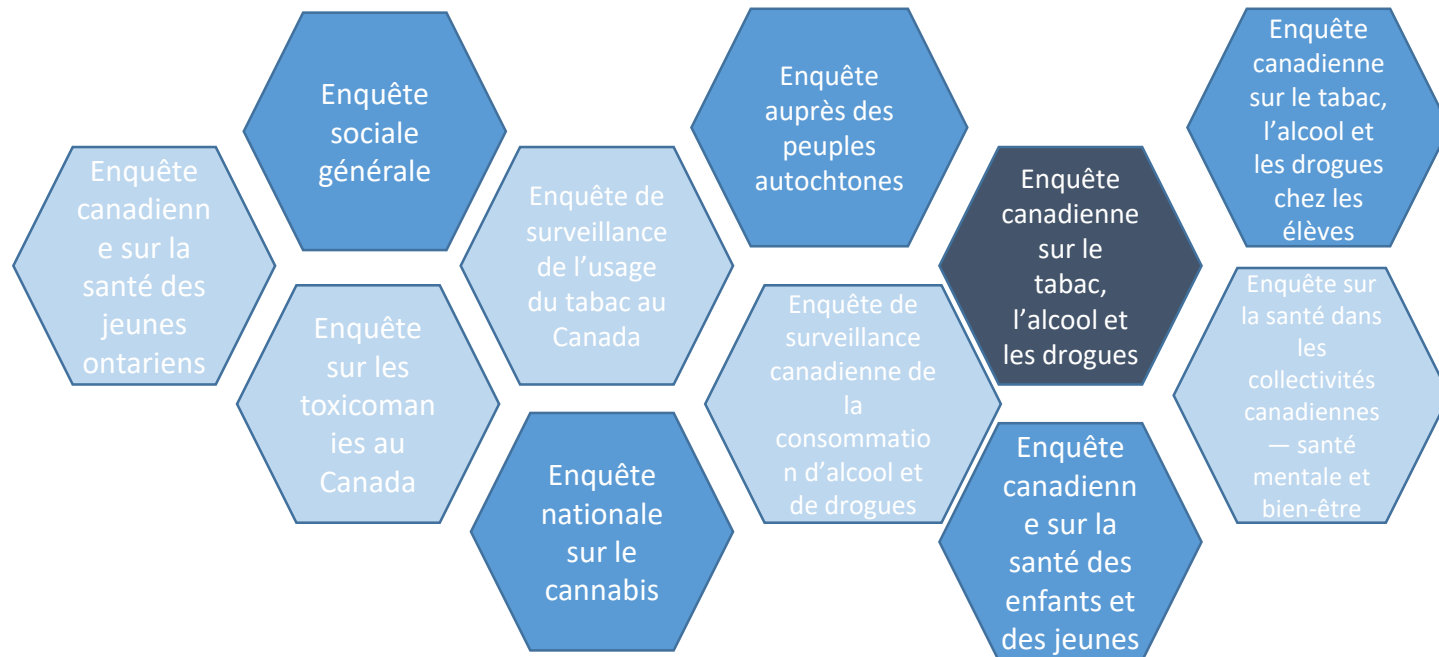 Enquête
canadienn
e sur la
santé des
jeunes
ontariens
Enquête
sociale
générale
Enquête
sur les
toxicoman
ies au
Canada
Enquête de
surveillance
de l’usage
du tabac au
Canada
Enquête
nationale
sur le
cannabis
Enquête
auprès des
peuples
autochtones
Enquête de
surveillance
canadienne de
la
consommatio
n d’alcool et
de drogues
Enquête
canadienne
sur le
tabac,
l’alcool et
les drogues
Enquête
canadienn
e sur la
santé des
enfants et
des jeunes
Enquête
canadienne
sur le tabac,
l’alcool et
les drogues
chez les
élèves
Enquête sur
la santé dans
les
collectivités
canadiennes
— santé
mentale et
bien-être